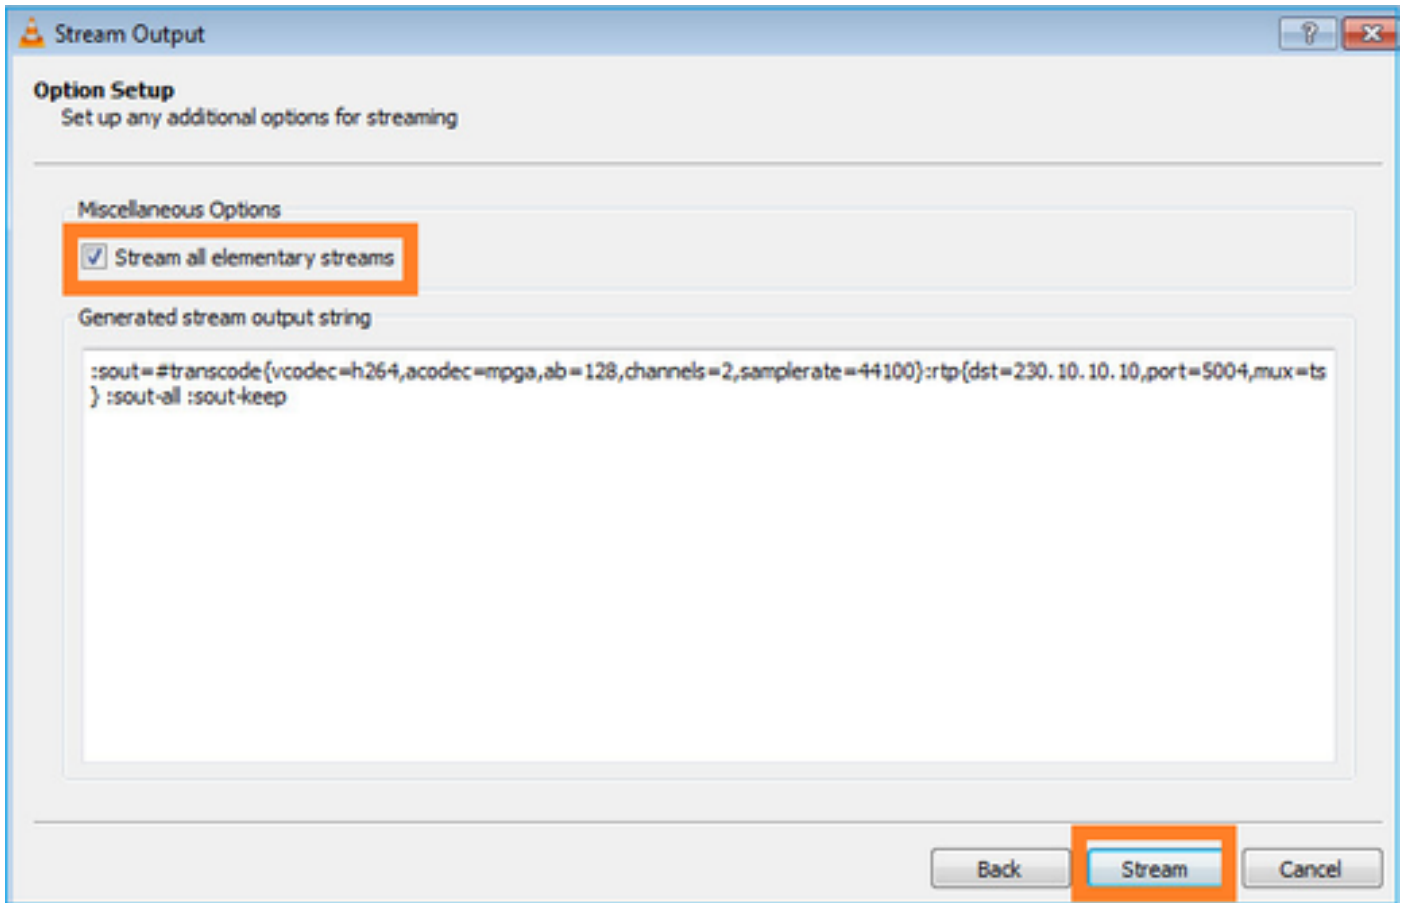 Stream Output
Option Setup
Set up any additional options for streaming
Miscellaneous Options
Stream all elementary streams
Generated stream output string
:sout=#transcode{vcodec=h264,acodec=mpga,ab=128,channels=2,samplerate=44100}:rtp{dst=230.10.10.10,port=5004,mux=ts
} :sout-all :sout-keep
Back Stream Cancel